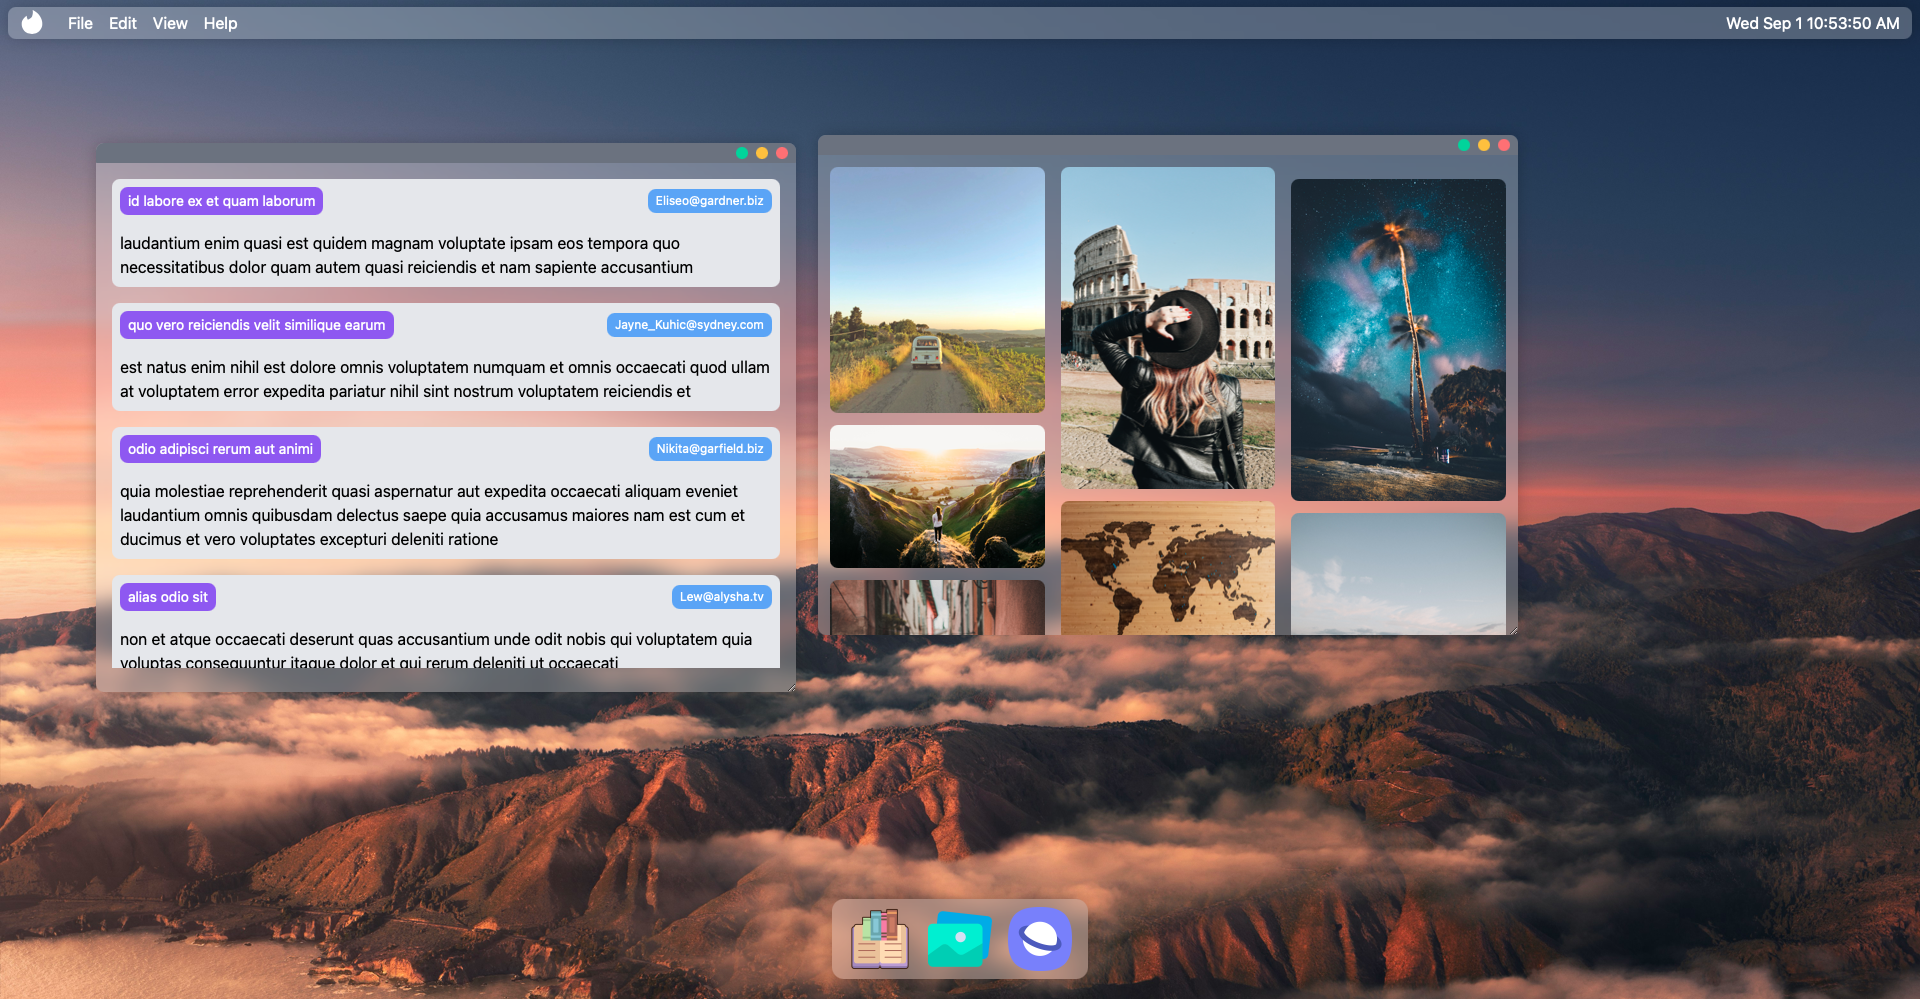 File Edit View Help
Wed Sep 1 10:53:50 AM
id labore ex et quam laborum
Eliseo@gardner.biz
laudantium enim quasi est quidem magnam voluptate ipsam eos tempora quo
necessitatibus dolor quam autem quasi reiciendis et nam sapiente accusantium
quo vero reiciendis velit similique earum
Jayne_Kuhic@sydney.com
est natus enim nihil est dolore omnis voluptatem numquam et omnis occaecati quod ullam
at voluptatem error expedita pariatur nihil sint nostrum voluptatem reiciendis et
odio adipisci rerum aut animi
Nikita@garfield.biz
quia molestiae reprehenderit quasi aspernatur aut expedita occaecati aliquam eveniet
laudantium omnis quibusdam delectus saepe quia accusamus maiores nam est cum et
ducimus et vero voluptates excepturi deleniti ratione
alias odio sit
Lew@alysha.tv
non et atque occaecati deserunt quas accusantium unde odit nobis qui voluptatem quia
voluptas consequuntur itaque dolor et qui rerum deleniti ut occaecati